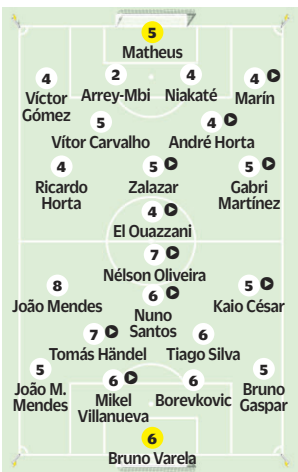 5
Matheus
4 2 4 4
Víctor Gómez Arrey-Mbi Niakaté Marín
5 4
Vítor Carvalho André Horta
4 5 5
Ricardo Horta Zalazar Gabri Martínez
4
El Ouazzani
7
Nélson Oliveira
8 6 5
João Mendes Nuno Santos Kaio César
7 6
Tomás Händel Tiago Silva
5 6 6 5
João M. Mendes Mikel Villanueva Borevkovic Bruno Gaspar
6
Bruno Varela